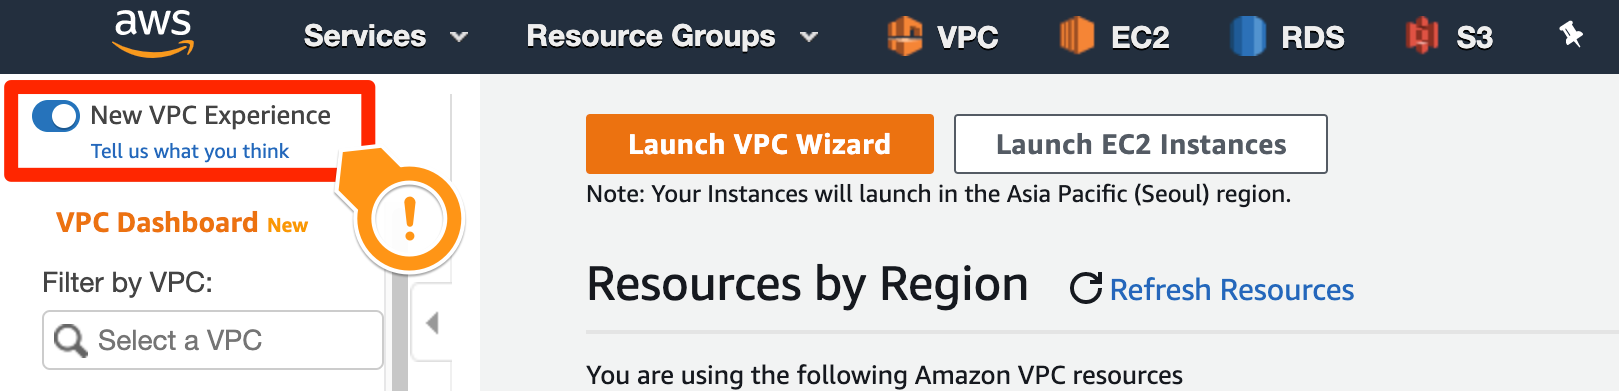 aws Services Resource Groups VPC EC2 RDS S3
New VPC Experience
Tell us what you think
!
VPC Dashboard New
Filter by VPC:
Select a VPC
Launch VPC Wizard Launch EC2 Instances
Note: Your Instances will launch in the Asia Pacific (Seoul) region.
Resources by Region Refresh Resources
You are using the following Amazon VPC resources